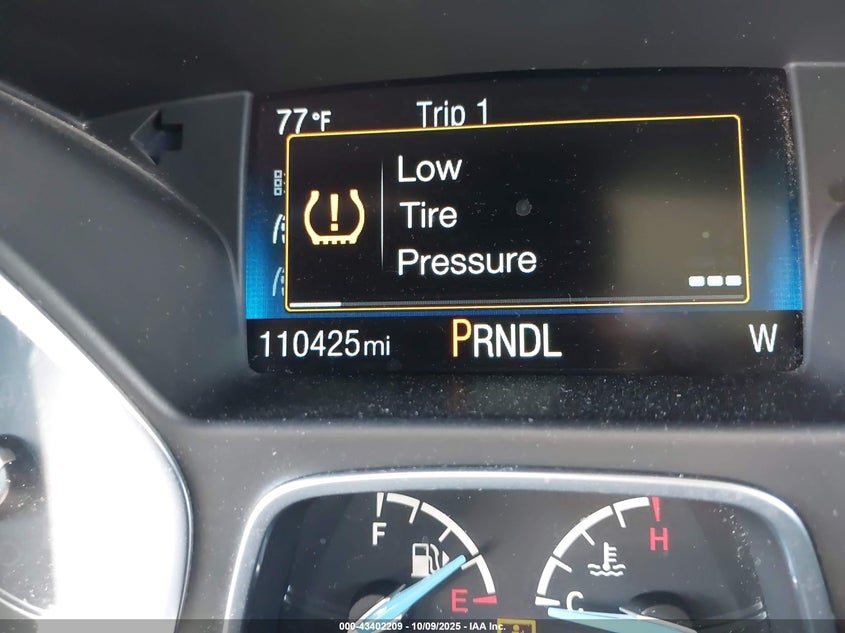 77°F Trip 1
Low
Tire
Pressure
110425mi PRNDL W
F
H
E
C
000-43402209 - 10/09/2025 - IAA Inc.